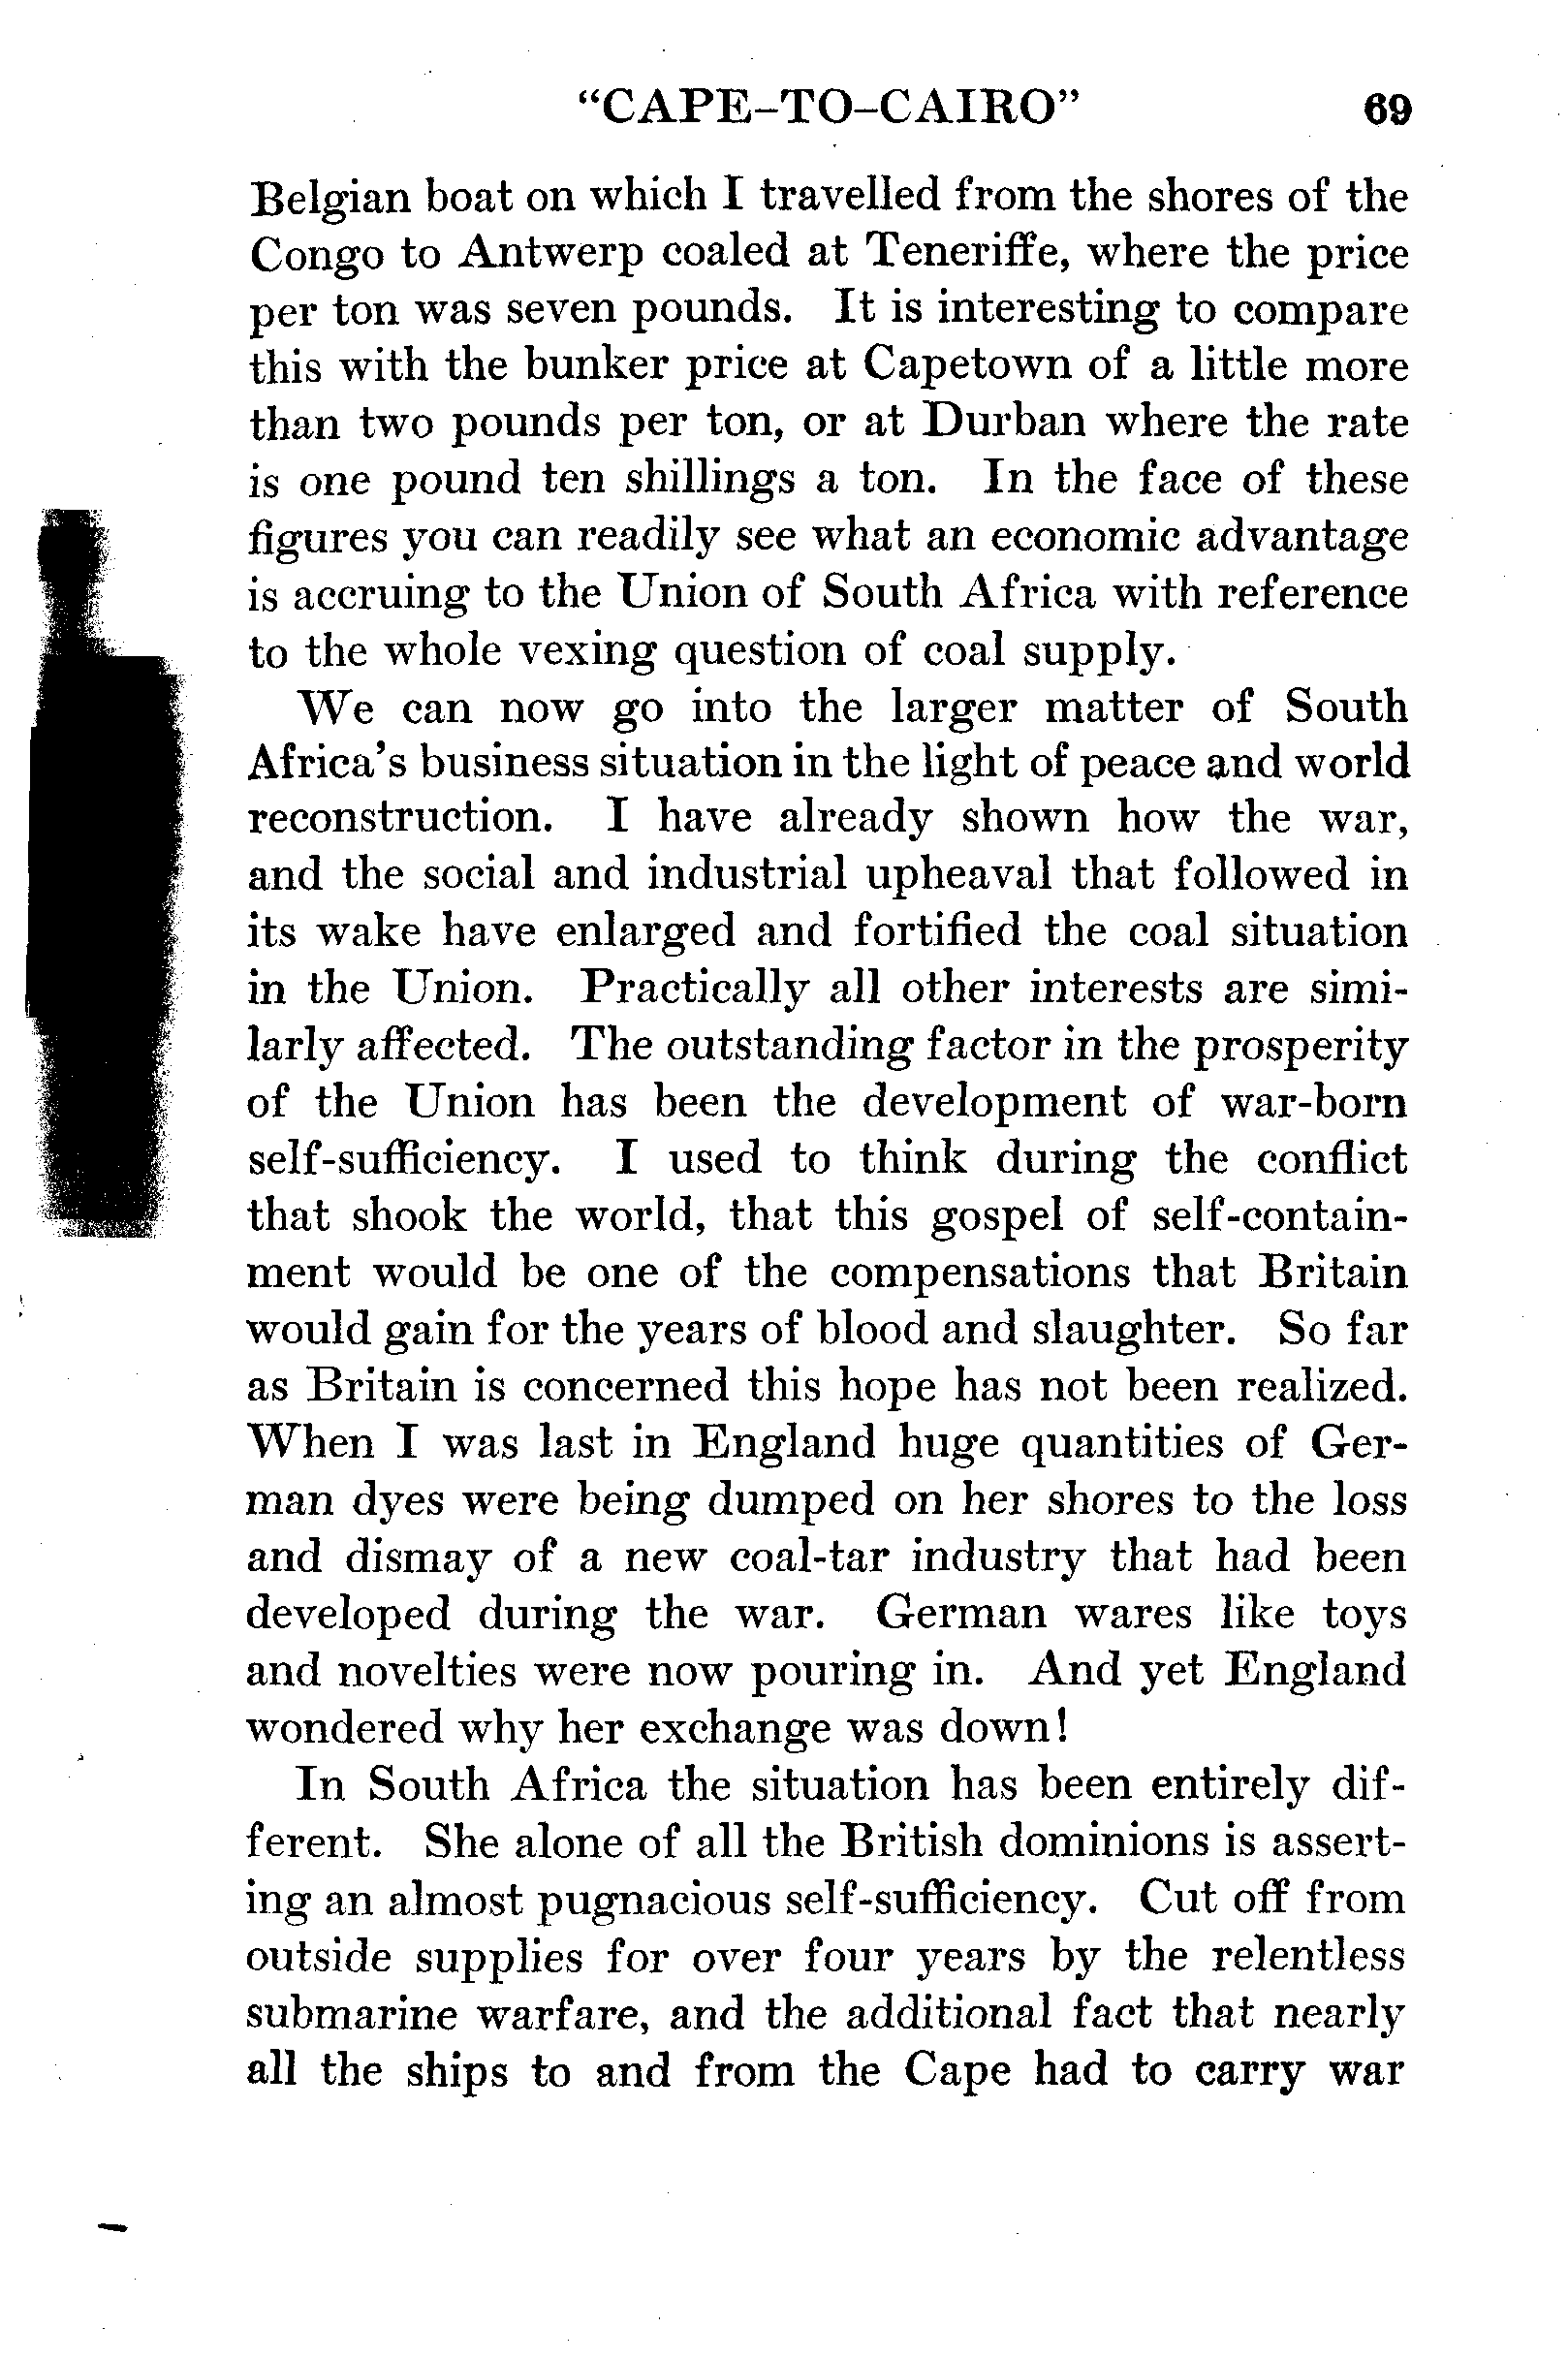 "CAPE-TO-CAIRO" 69
Belgian boat on which I travelled from the shores of the
Congo to Antwerp coaled at Teneriffe, where the price
per ton was seven pounds. It is interesting to compare
this with the bunker price at Capetown of a little more
than two pounds per ton, or at Durban where the rate
is one pound ten shillings a ton. In the face of these
figures you can readily see what an economic advantage
is accruing to the Union of South Africa with reference
to the whole vexing question of coal supply.
We can now go into the larger matter of South
Africa's business situation in the light of peace and world
reconstruction. I have already shown how the war,
and the social and industrial upheaval that followed in
its wake have enlarged and fortified the coal situation
in the Union. Practically all other interests are simi-
larly affected. The outstanding factor in the prosperity
of the Union has been the development of war-born
self-sufficiency. I used to think during the conflict
that shook the world, that this gospel of self-contain-
ment would be one of the compensations that Britain
would gain for the years of blood and slaughter. So far
as Britain is concerned this hope has not been realized.
When I was last in England huge quantities of Ger-
man dyes were being dumped on her shores to the loss
and dismay of a new coal-tar industry that had been
developed during the war. German wares like toys
and novelties were now pouring in. And yet England
wondered why her exchange was down!
In South Africa the situation has been entirely dif-
ferent. She alone of all the British dominions is assert-
ing an almost pugnacious self-sufficiency. Cut off from
outside supplies for over four years by the relentless
submarine warfare, and the additional fact that nearly
all the ships to and from the Cape had to carry war